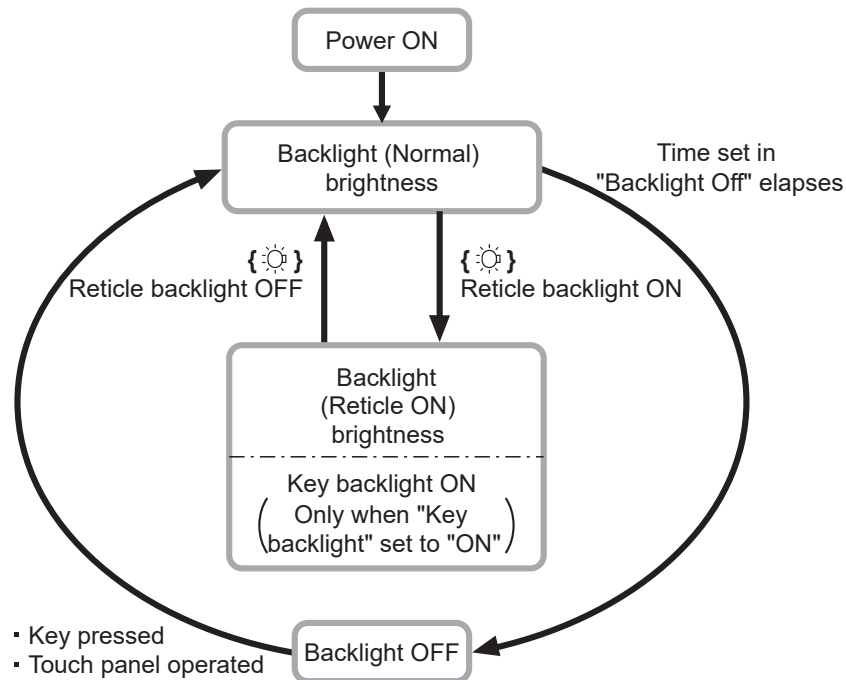 Power ON
Backlight (Normal)
brightness
Time set in
"Backlight Off" elapses
{ }
Reticle backlight OFF
{ }
Reticle backlight ON
Backlight
(Reticle ON)
brightness
Key backlight ON
(Only when "Key
backlight" set to "ON")
・Key pressed
・Touch panel operated
Backlight OFF